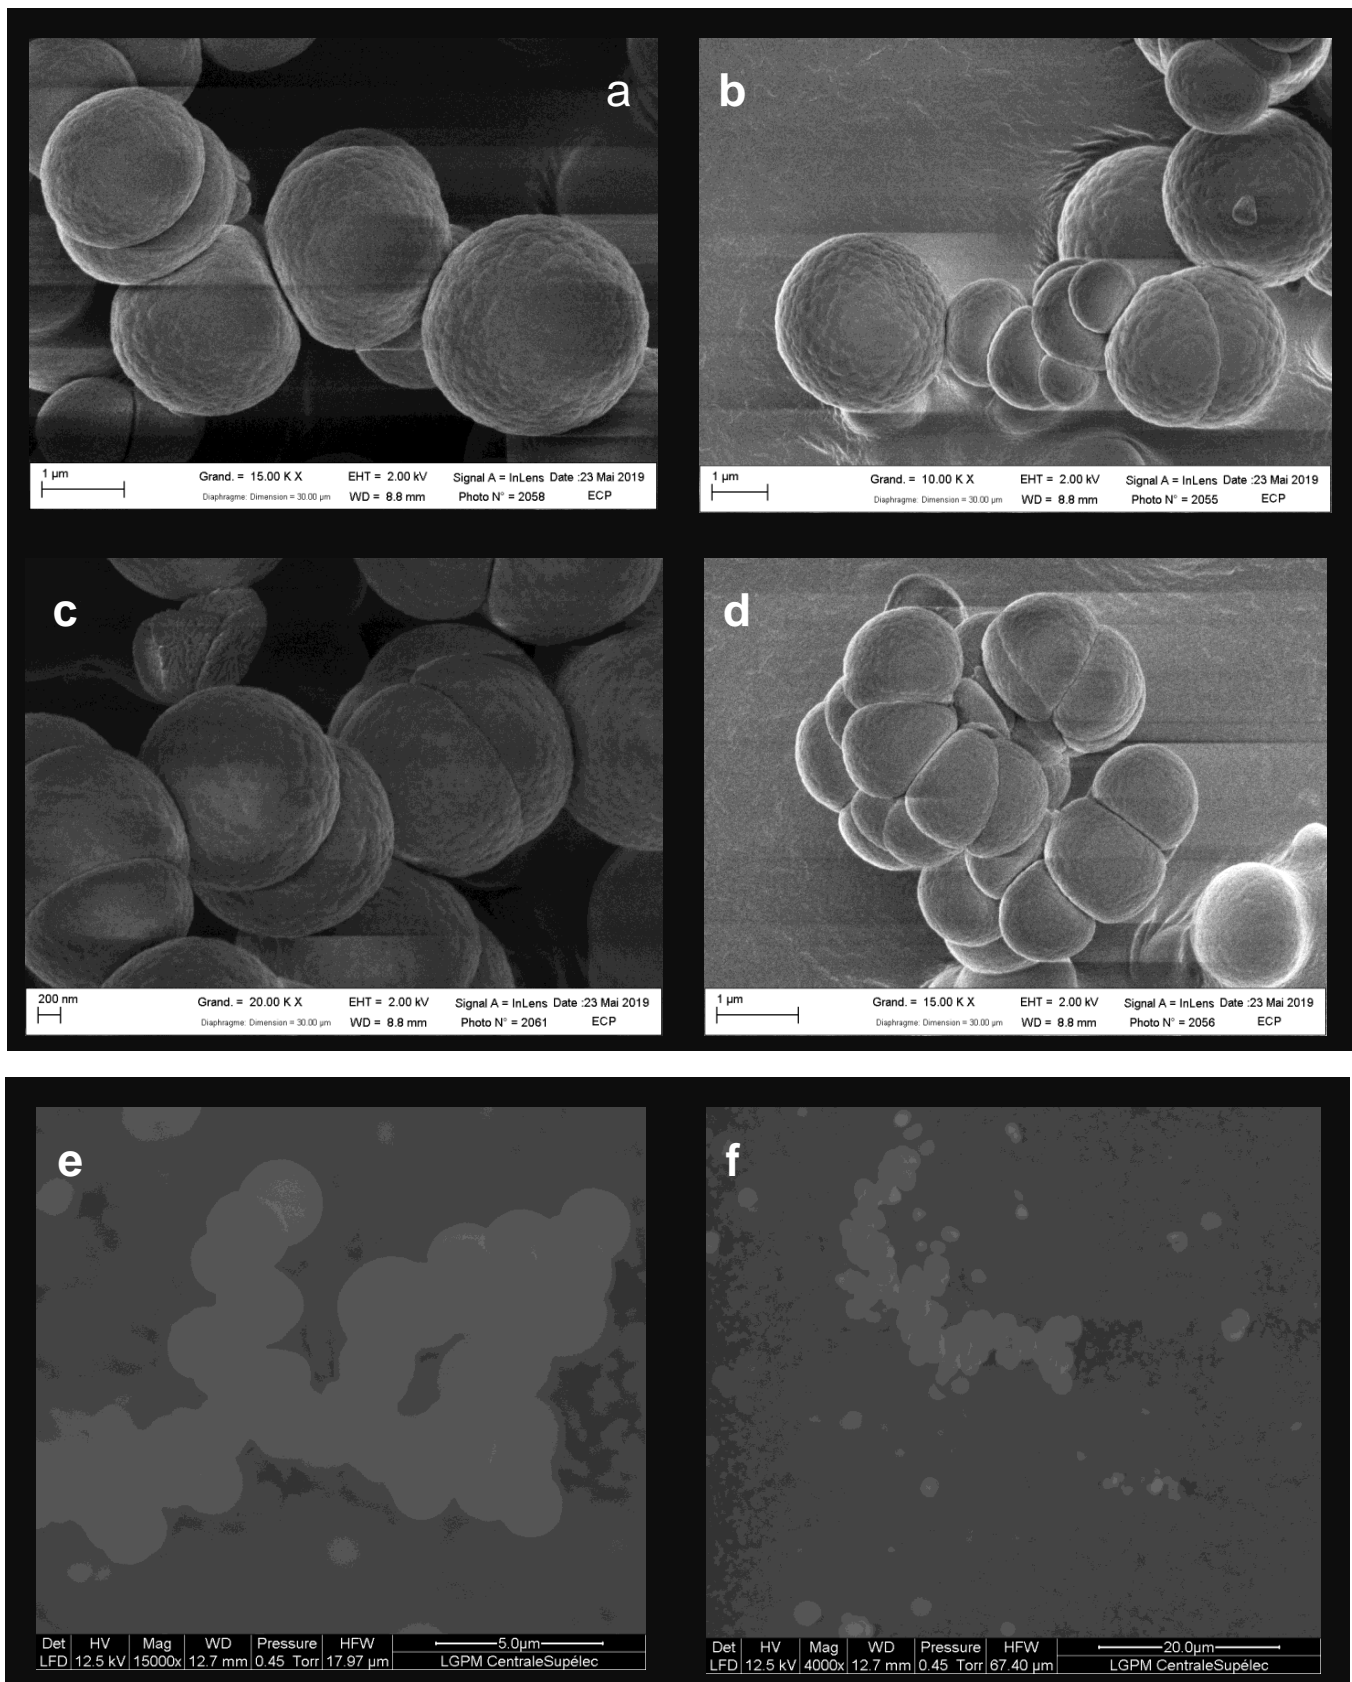 a
1 µm
Grand. = 15.00 K X EHT = 2.00 kV Signal A = InLens Date :23 Mai 2019
Diaphragme: Dimension = 30.00 µm WD = 8.8 mm Photo N° = 2058 ECP
b
1 µm
Grand. = 10.00 K X EHT = 2.00 kV Signal A = InLens Date :23 Mai 2019
Diaphragme: Dimension = 30.00 µm WD = 8.8 mm Photo N° = 2055 ECP
c
200 nm
Grand. = 20.00 K X EHT = 2.00 kV Signal A = InLens Date :23 Mai 2019
Diaphragme: Dimension = 30.00 µm WD = 8.8 mm Photo N° = 2061 ECP
d
1 µm
Grand. = 15.00 K X EHT = 2.00 kV Signal A = InLens Date :23 Mai 2019
Diaphragme: Dimension = 30.00 µm WD = 8.8 mm Photo N° = 2056 ECP
e
Det HV Mag WD Pressure HFW 5.0µm
LFD 12.5 kV 15000x 12.7 mm 0.45 Torr 17.97 µm LGPM CentraleSupélec
f
Det HV Mag WD Pressure HFW 20.0µm
LFD 12.5 kV 4000x 12.7 mm 0.45 Torr 67.40 µm LGPM CentraleSupélec